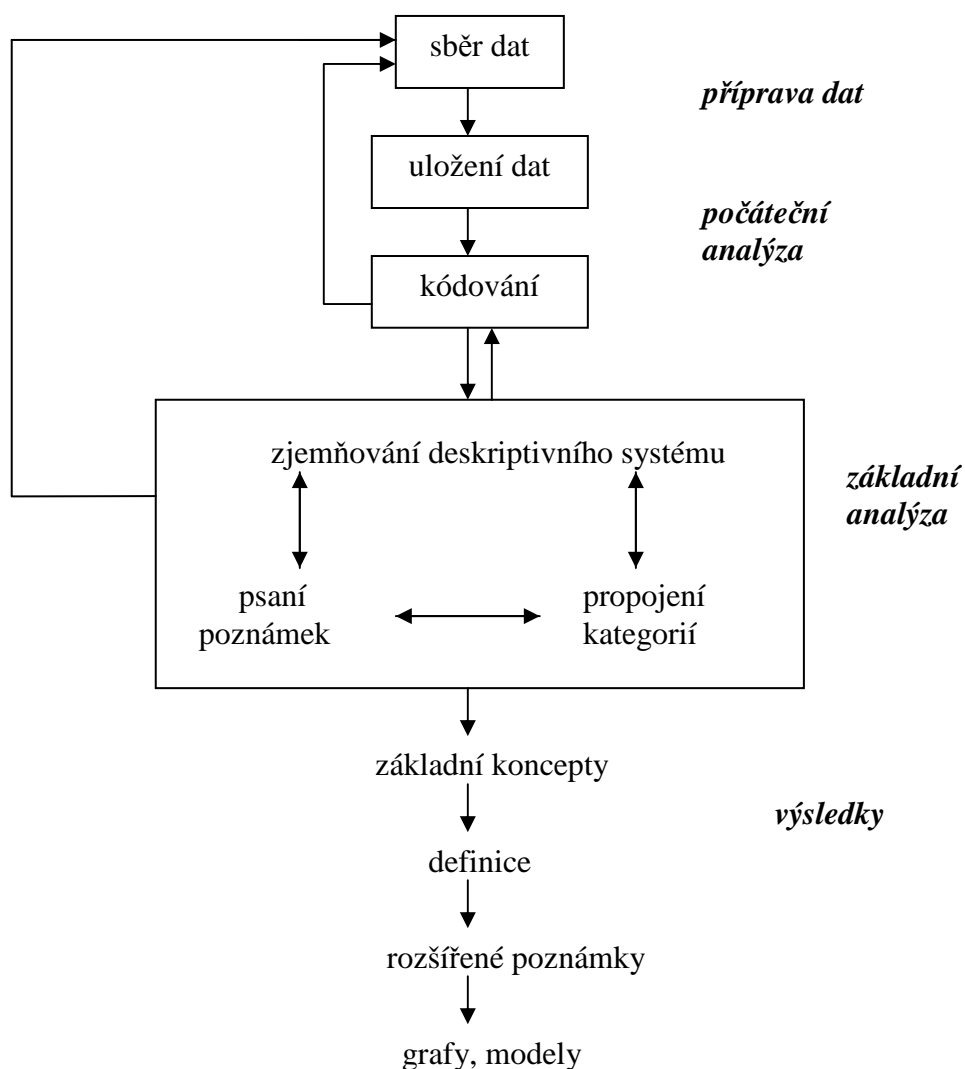 sběr dat
příprava dat
uložení dat
počáteční
analýza
kódování
zjemňování deskriptivního systému
základní
analýza
psaní
poznámek
propojení
kategorií
základní koncepty
výsledky
definice
rozšířené poznámky
grafy, modely